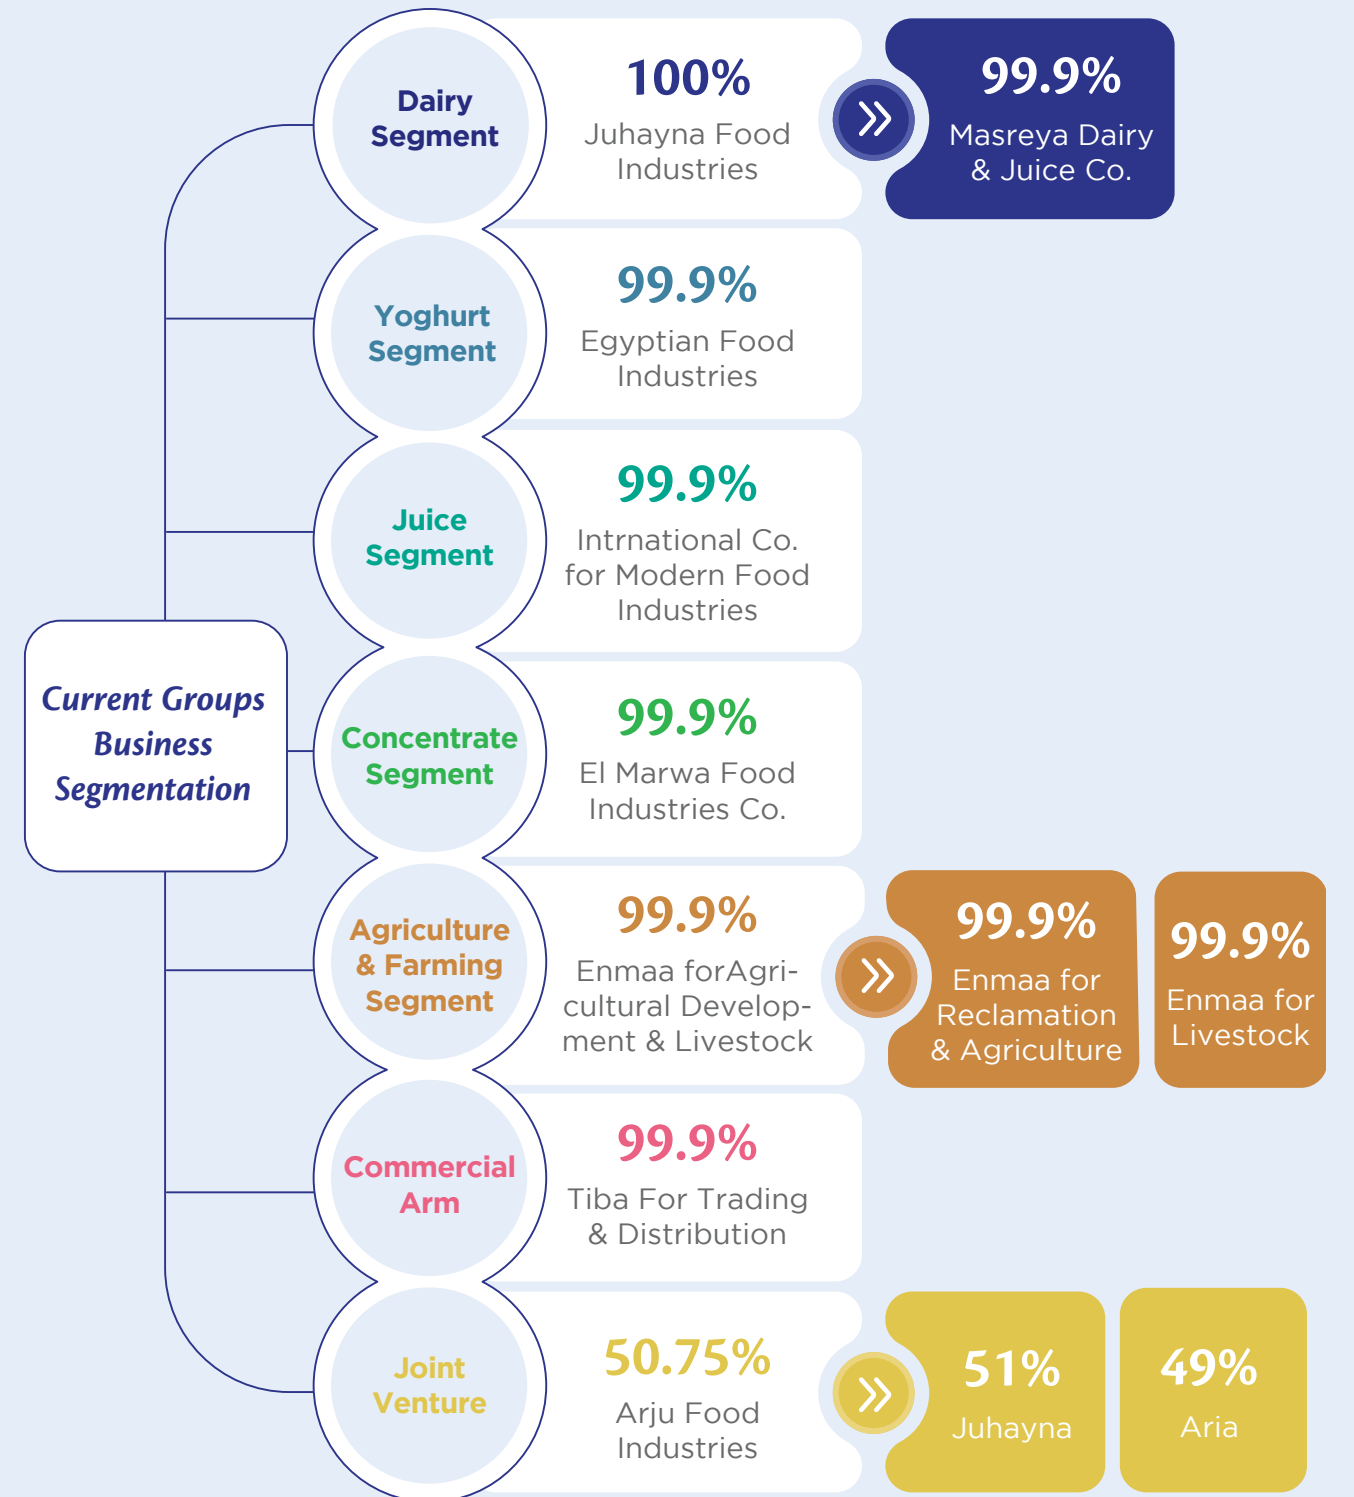 Current Groups
Business
Segmentation
Dairy
Segment
100%
Juhayna Food
Industries
99.9%
Masreya Dairy
& Juice Co.
Yoghurt
Segment
99.9%
Egyptian Food
Industries
Juice
Segment
99.9%
Intrnational Co.
for Modern Food
Industries
Concentrate
Segment
99.9%
El Marwa Food
Industries Co.
Agriculture
& Farming
Segment
99.9%
Enmaa forAgri-
cultural Develop-
ment & Livestock
99.9%
Enmaa for
Reclamation
& Agriculture
99.9%
Enmaa for
Livestock
Commercial
Arm
99.9%
Tiba For Trading
& Distribution
Joint
Venture
50.75%
Arju Food
Industries
51%
Juhayna
49%
Aria